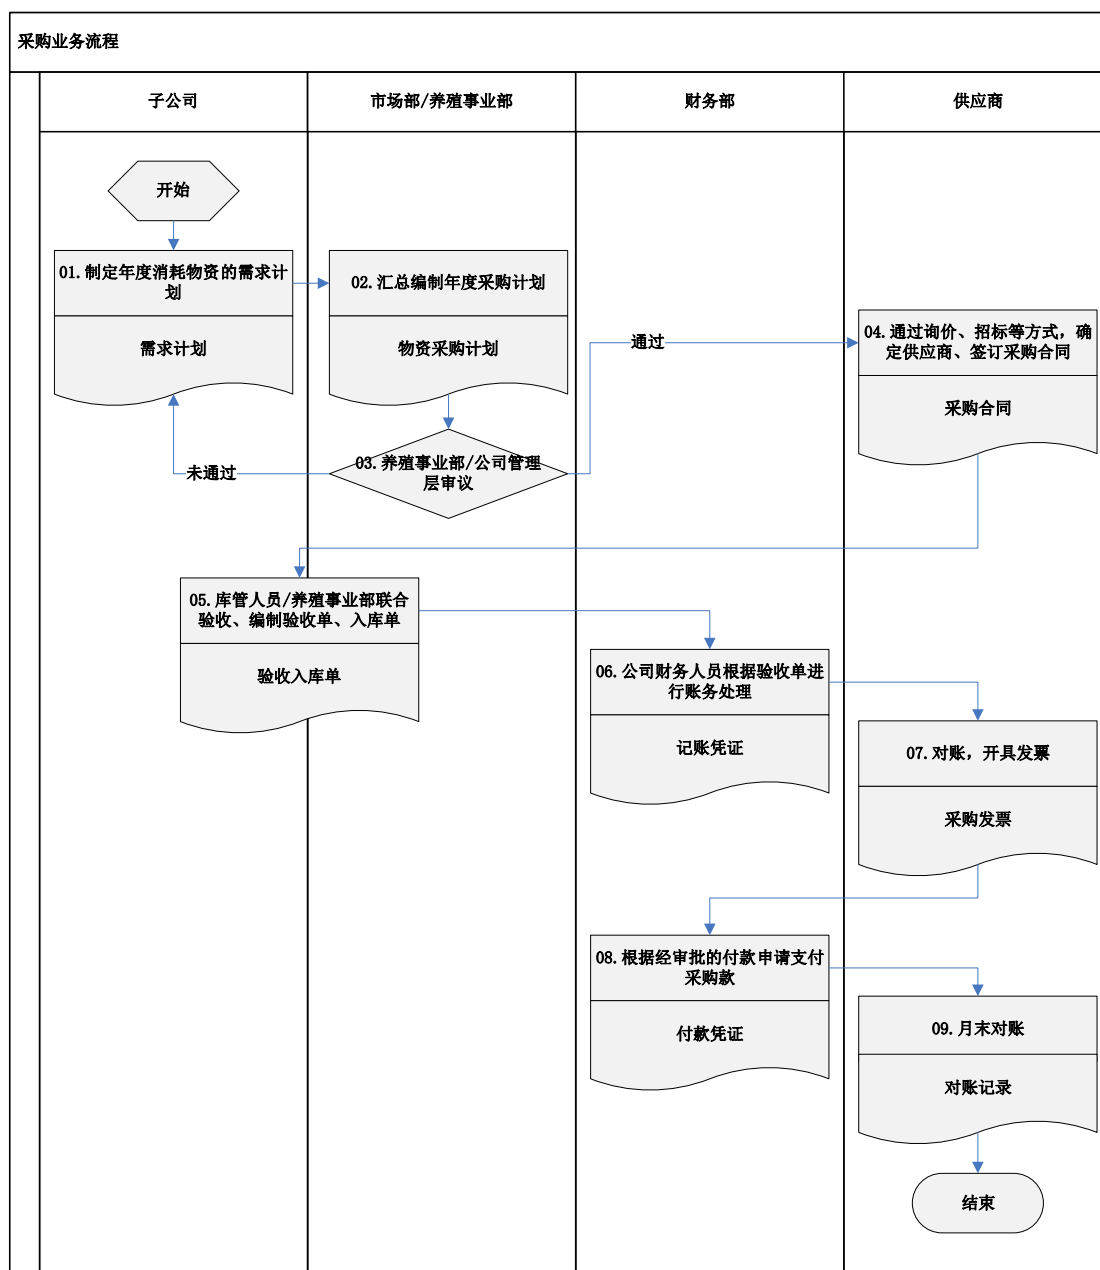 采购业务流程
子公司
市场部/养殖事业部
财务部
供应商
开始
01.制定年度消耗物资的需求计
划
需求计划
02.汇总编制年度采购计划
物资采购计划
通过
04.通过询价、招标等方式，确
定供应商、签订采购合同
采购合同
未通过
03.养殖事业部/公司管理
层审议
05.库管人员/养殖事业部联合
验收、编制验收单、入库单
验收入库单
06.公司财务人员根据验收单进
行账务处理
记账凭证
07.对账，开具发票
采购发票
08.根据经审批的付款申请支付
采购款
付款凭证
09.月末对账
对账记录
结束